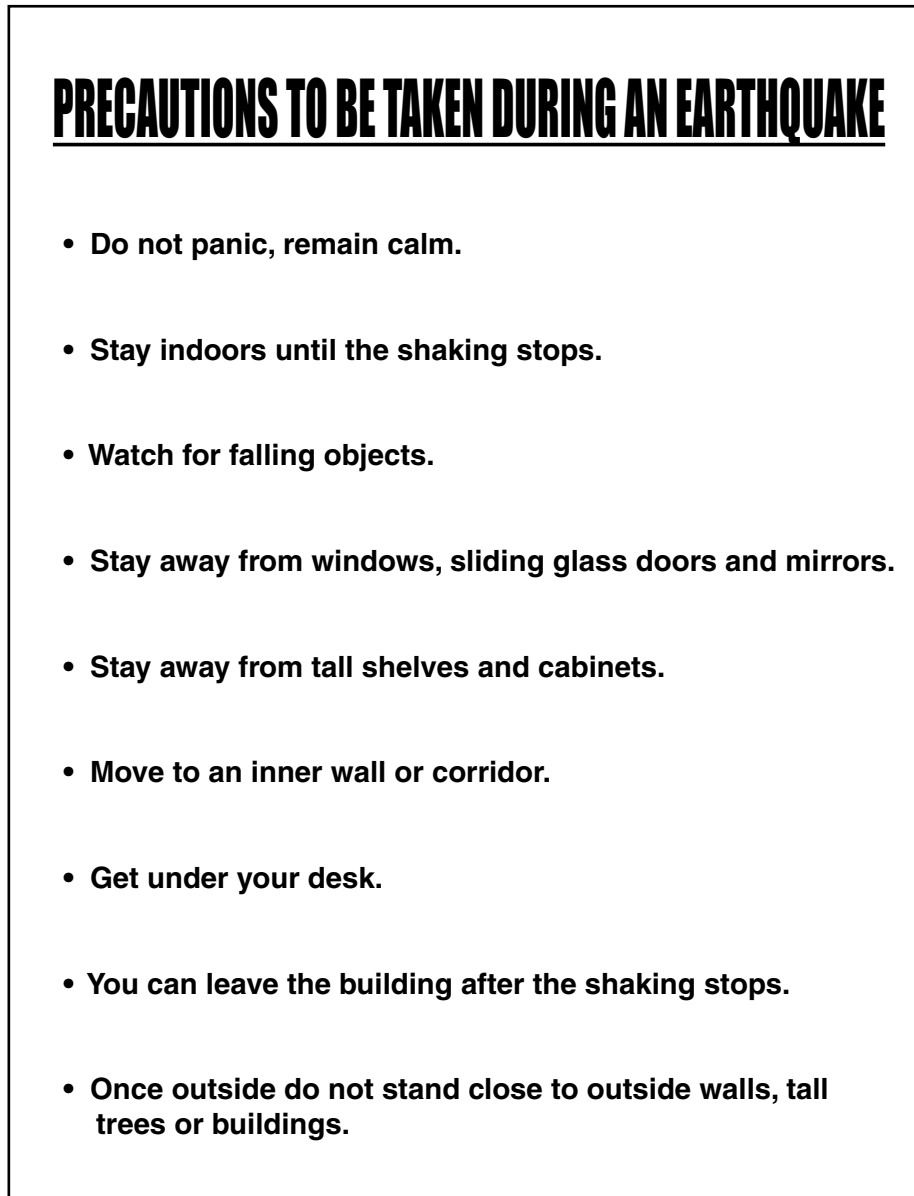 PRECAUTIONS TO BE TAKEN DURING AN EARTHQUAKE
• Do not panic, remain calm.
• Stay indoors until the shaking stops.
• Watch for falling objects.
• Stay away from windows, sliding glass doors and mirrors.
• Stay away from tall shelves and cabinets.
• Move to an inner wall or corridor.
• Get under your desk.
• You can leave the building after the shaking stops.
• Once outside do not stand close to outside walls, tall
trees or buildings.